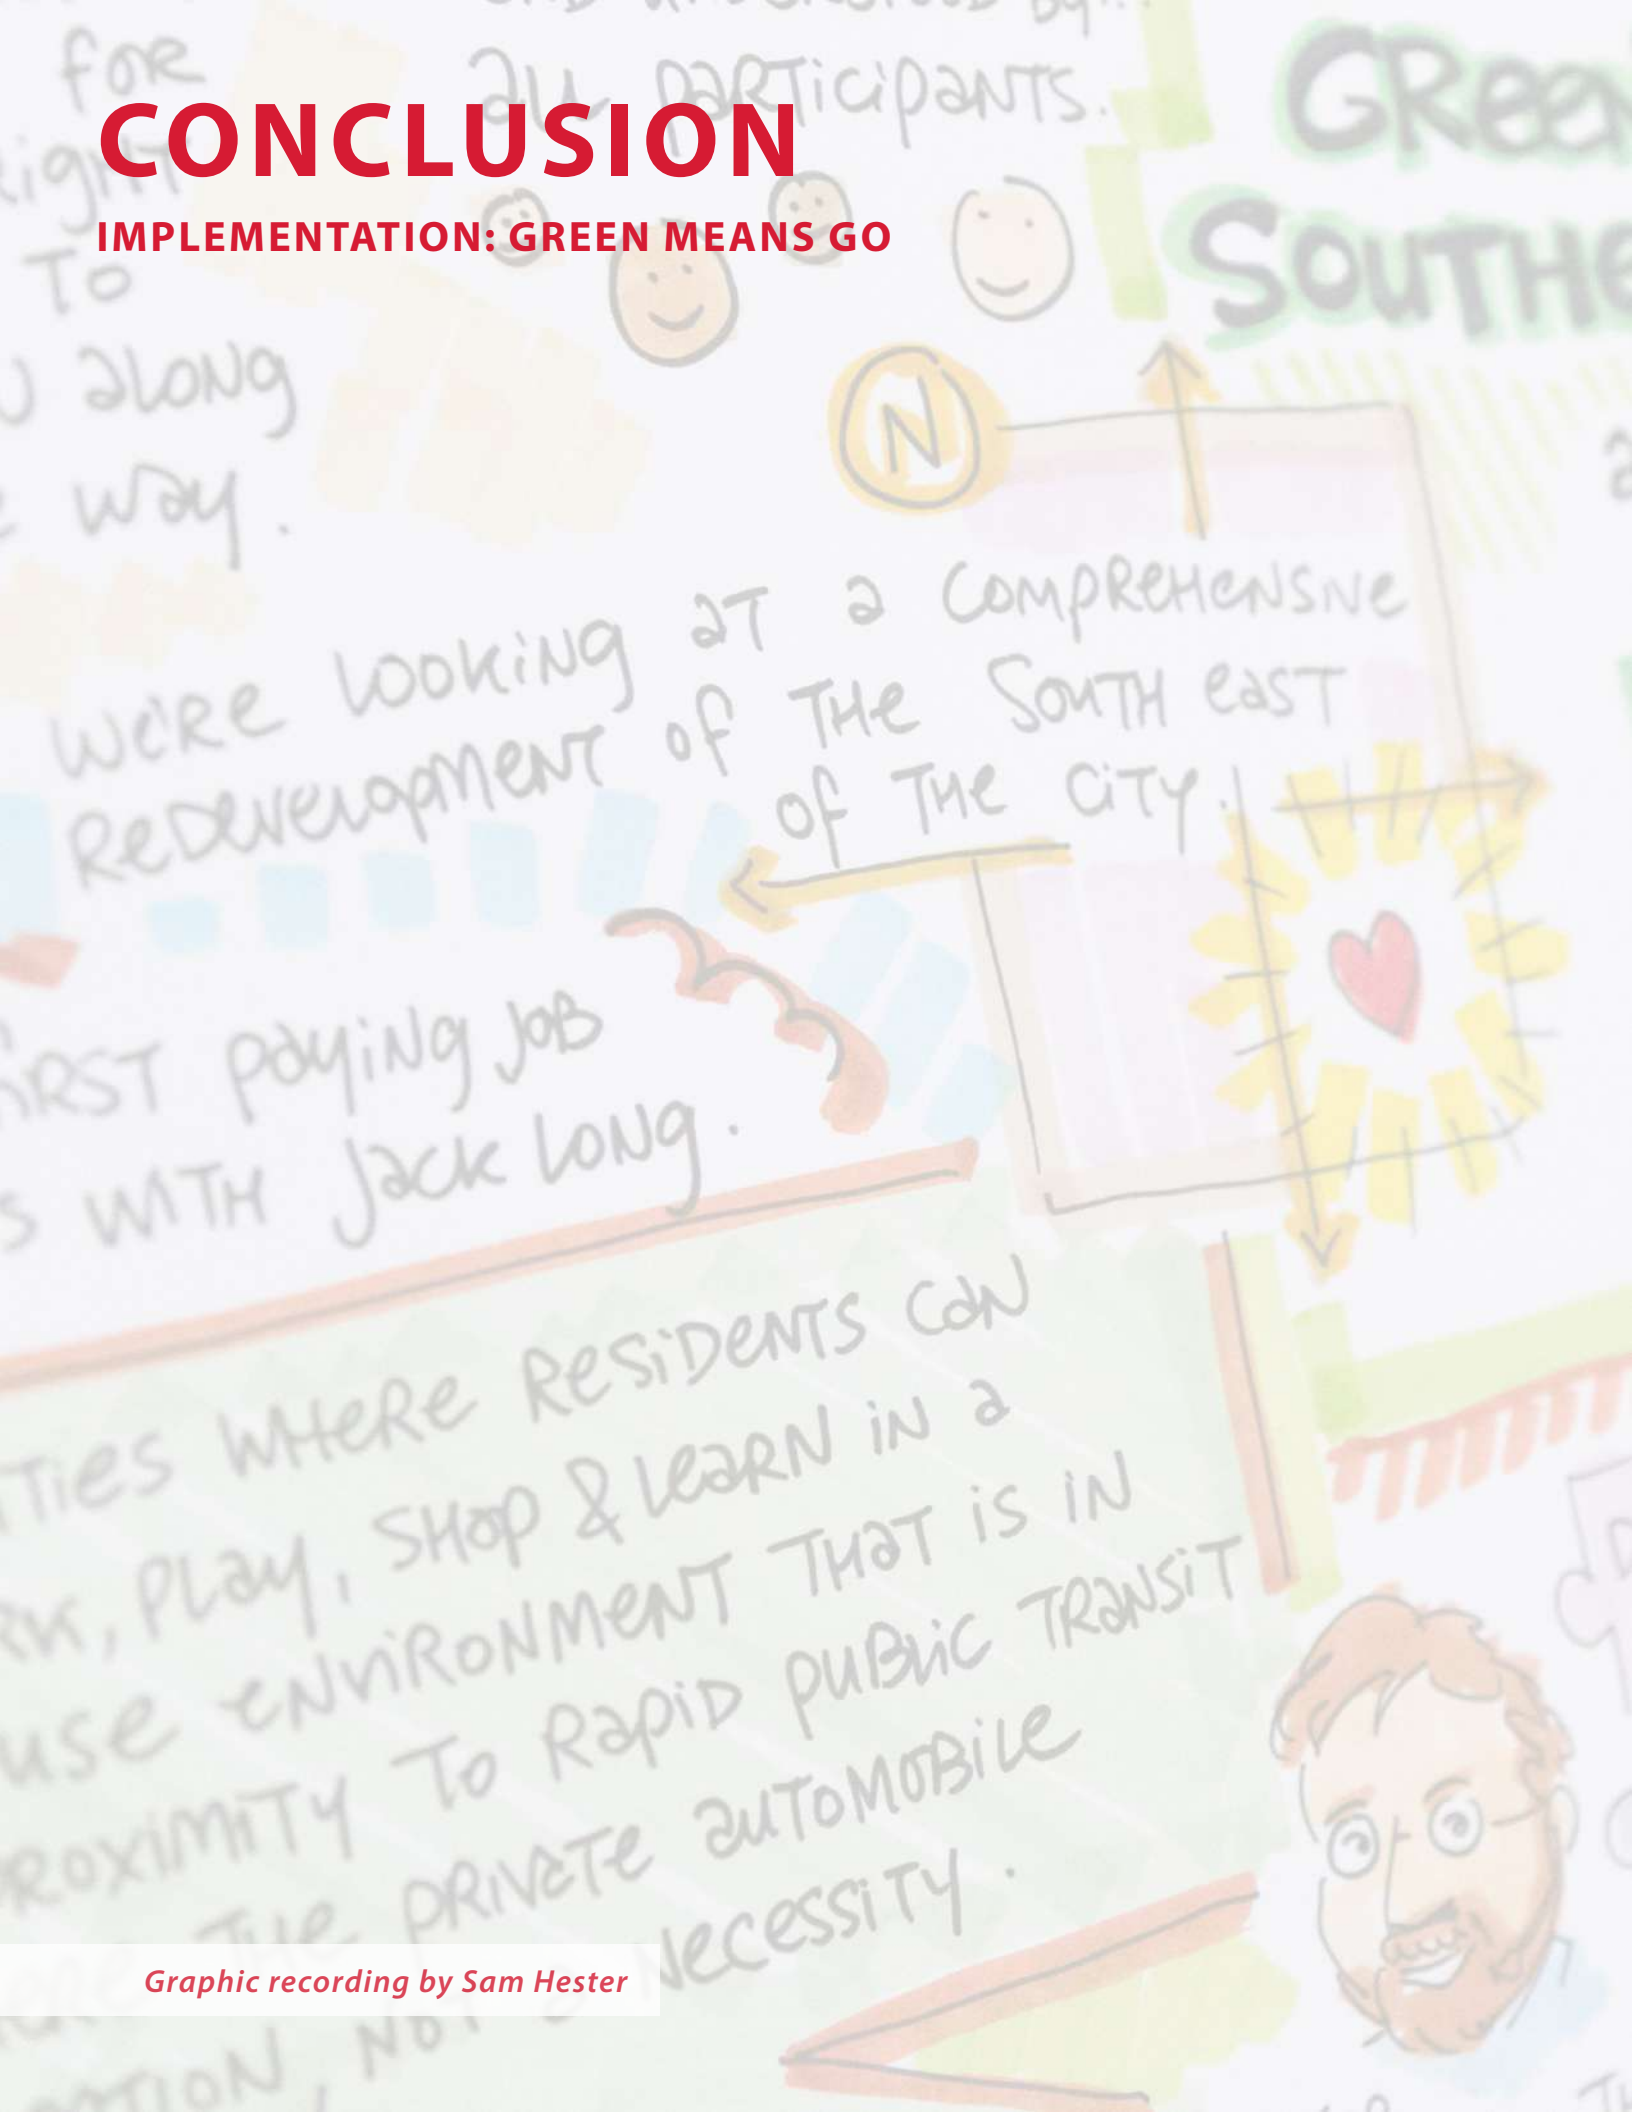 for
all participants.
Green
CONCLUSION
IMPLEMENTATION: GREEN MEANS GO
To
along
way.
N
We're looking at a comprehensive
redevelopment of the South east
of the city.
paying job
with Jack Long.
where residents can
play, shop & learn in a
use environment that is in
to rapid public transit
the private automobile
necessity.
Graphic recording by Sam Hester
not